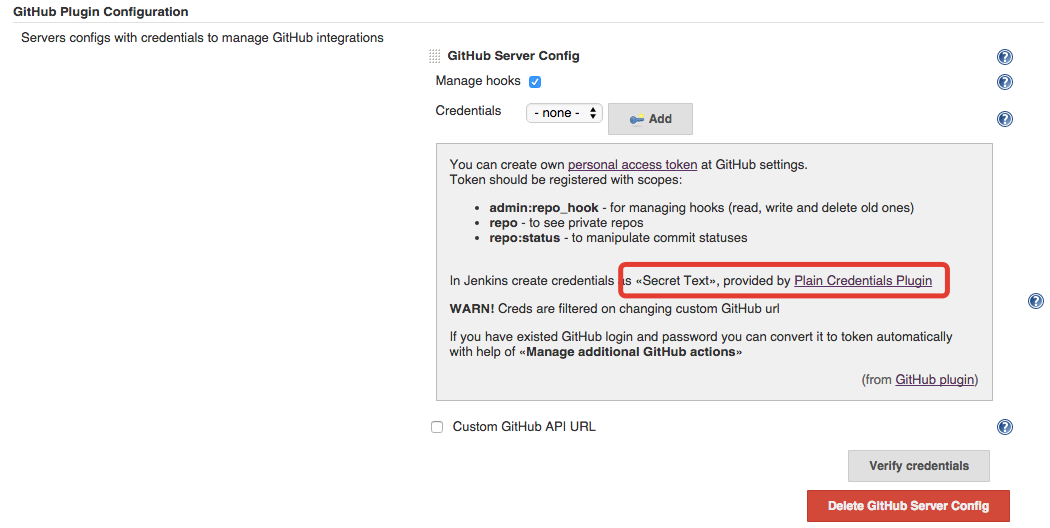 GitHub Plugin Configuration
Servers configs with credentials to manage GitHub integrations
GitHub Server Config
Manage hooks
Credentials
- none -
Add
You can create own personal access token at GitHub settings.
Token should be registered with scopes:
• admin:repo_hook - for managing hooks (read, write and delete old ones)
• repo - to see private repos
• repo:status - to manipulate commit statuses
In Jenkins create credentials as «Secret Text», provided by Plain Credentials Plugin
WARN! Creds are filtered on changing custom GitHub url
If you have existed GitHub login and password you can convert it to token automatically
with help of «Manage additional GitHub actions»
(from GitHub plugin)
Custom GitHub API URL
Verify credentials
Delete GitHub Server Config